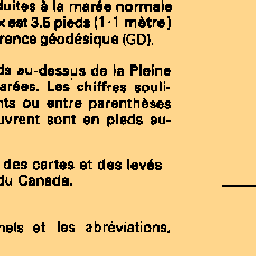 duites à la marée normale
est 3.5 pieds (1·1 mètre)
rence géodésique (GD).
ds au-dessus de la Pleine
arées. Les chiffres souli-
nts ou entre parenthèses
uvrent sont en pieds au-
des cartes et des levés
du Canada.
nels et les abréviations,